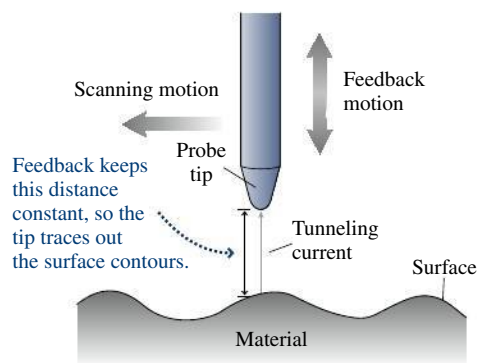 Scanning motion
Feedback
motion
Probe
tip
Feedback keeps
this distance
constant, so the
tip traces out
the surface contours.
Tunneling
current
Surface
Material